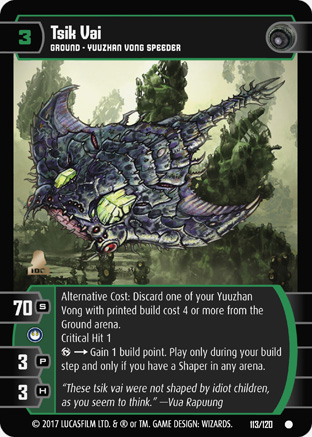 3
Tsik Vai
GROUND - YUUZHAN VONG SPEEDER
70 S
3 P
3 H
Alternative Cost: Discard one of your Yuuzhan
Vong with printed build cost 4 or more from the
Ground arena.
Critical Hit 1
→ Gain 1 build point. Play only during your build
step and only if you have a Shaper in any arena.
“These tsik vai were not shaped by idiot children,
as you seem to think.” —Vua Rapuung
© 2017 LUCASFILM LTD. & ® or TM. GAME DESIGN: WIZARDS.
113/120